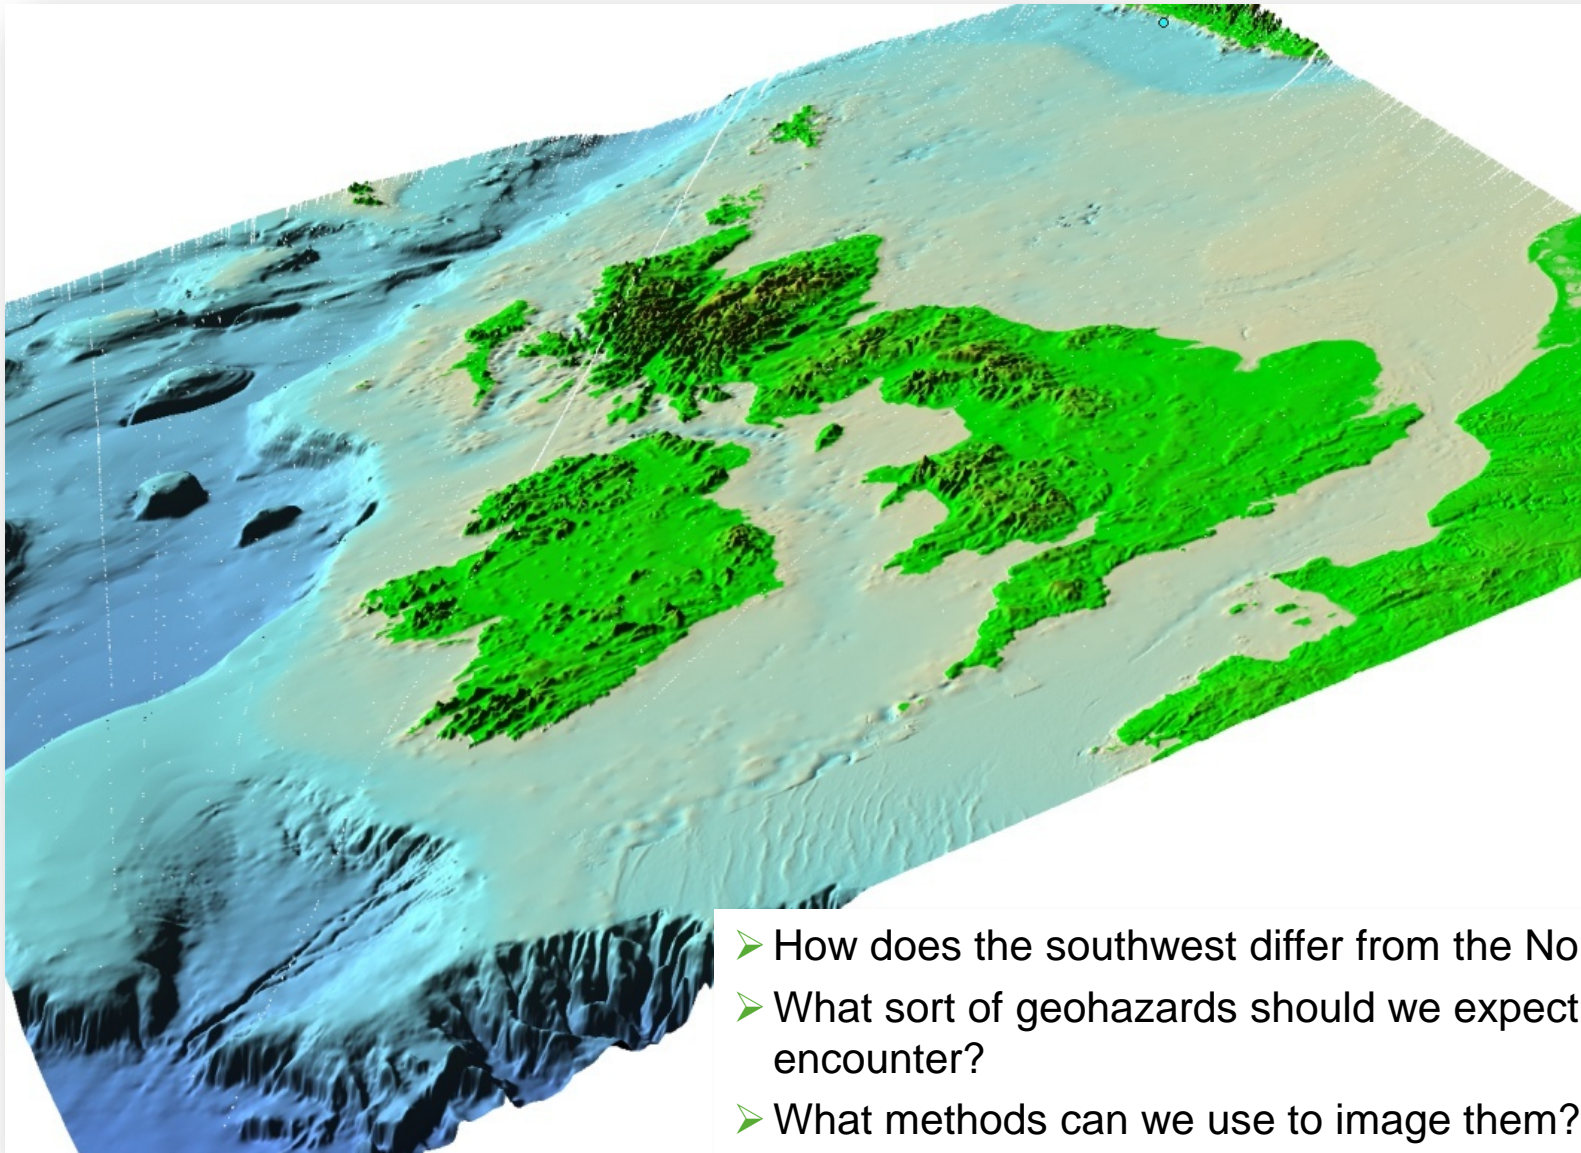 ➢ How does the southwest differ from the No
➢ What sort of geohazards should we expect
encounter?
➢ What methods can we use to image them?